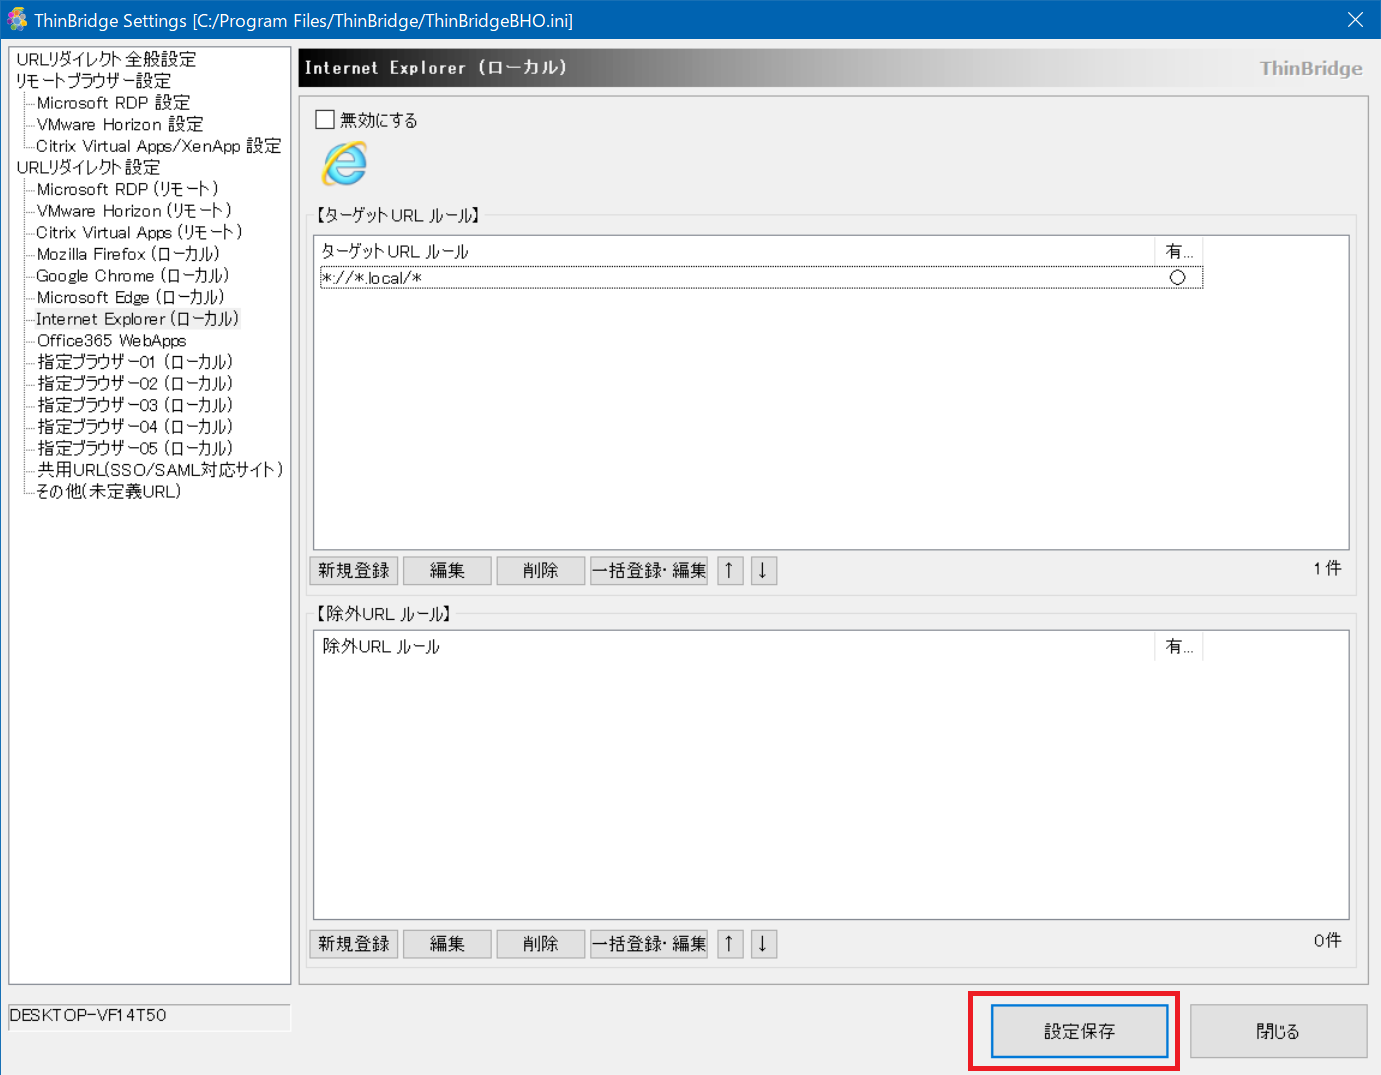 ThinBridge Settings [C:/Program Files/ThinBridge/ThinBridgeBHO.ini]
URLリダイレクト 全般設定
リモートブラウザー設定
Microsoft RDP 設定
VMware Horizon 設定
Citrix Virtual Apps/XenApp 設定
URLリダイレクト 設定
Microsoft RDP (リモート)
VMware Horizon (リモート)
Citrix Virtual Apps (リモート)
Mozilla Firefox (ローカル)
Google Chrome (ローカル)
Microsoft Edge (ローカル)
Internet Explorer (ローカル)
Office365 WebApps
指定ブラウザー01 (ローカル)
指定ブラウザー02 (ローカル)
指定ブラウザー03 (ローカル)
指定ブラウザー04 (ローカル)
指定ブラウザー05 (ローカル)
共用URL(SSO/SAML対応サイト)
その他(未定義URL)
DESKTOP-VF14T50
Internet Explorer (ローカル)
ThinBridge
無効にする
【ターゲットURL ルール】
ターゲットURL ルール 有...
*://*.local/* ○
新規登録 編集 削除 一括登録・編集 ↑ ↓ 1件
【除外URL ルール】
除外URL ルール 有...
新規登録 編集 削除 一括登録・編集 ↑ ↓ 0件
設定保存 閉じる